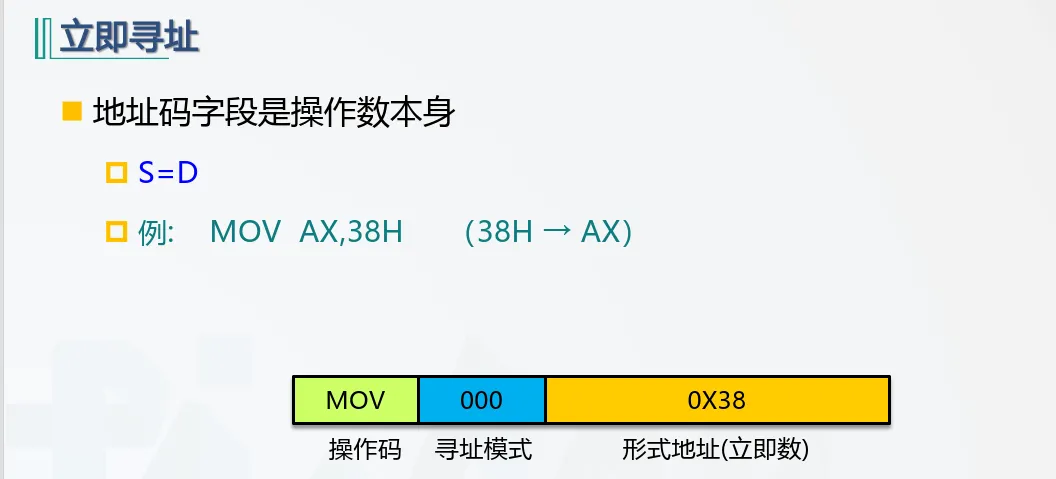 立即寻址
地址码字段是操作数本身
S=D
例: MOV AX,38H （38H → AX）
MOV 000 0X38
操作码 寻址模式 形式地址(立即数)